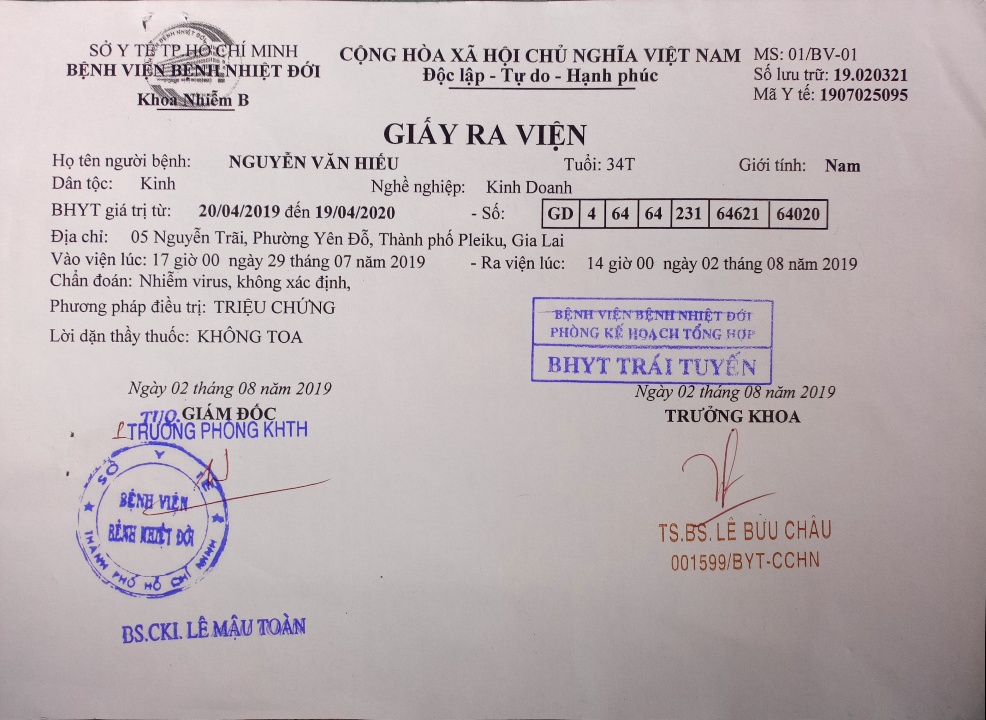 SỞ Y TẾ TP.HỒ CHÍ MINH
BỆNH VIỆN BỆNH NHIỆT ĐỚI
Khoa Nhiễm B
CỘNG HÒA XÃ HỘI CHỦ NGHĨA VIỆT NAM
Độc lập - Tự do - Hạnh phúc
MS: 01/BV-01
Số lưu trữ: 19.020321
Mã Y tế: 1907025095
GIẤY RA VIỆN
Họ tên người bệnh: NGUYỄN VĂN HIẾU Tuổi: 34T Giới tính: Nam
Dân tộc: Kinh Nghề nghiệp: Kinh Doanh
BHYT giá trị từ: 20/04/2019 đến 19/04/2020 - Số: GD 4 64 64 231 64621 64020
Địa chỉ: 05 Nguyễn Trãi, Phường Yên Đỗ, Thành phố Pleiku, Gia Lai
Vào viện lúc: 17 giờ 00 ngày 29 tháng 07 năm 2019 - Ra viện lúc: 14 giờ 00 ngày 02 tháng 08 năm 2019
Chẩn đoán: Nhiễm virus, không xác định,
Phương pháp điều trị: TRIỆU CHỨNG
Lời dặn thầy thuốc: KHÔNG TOA
BỆNH VIỆN BỆNH NHIỆT ĐỚI
PHÒNG KẾ HOẠCH TỔNG HỢP
BHYT TRÁI TUYẾN
Ngày 02 tháng 08 năm 2019
TUQ. GIÁM ĐỐC
TRƯỞNG PHÒNG KHTH
SỞ Y TẾ
BỆNH VIỆN
BỆNH NHIỆT ĐỚI
THÀNH PHỐ HỒ CHÍ MINH
BS.CKI. LÊ MẬU TOÀN
Ngày 02 tháng 08 năm 2019
TRƯỞNG KHOA
TS.BS. LÊ BỬU CHÂU
001599/BYT-CCHN